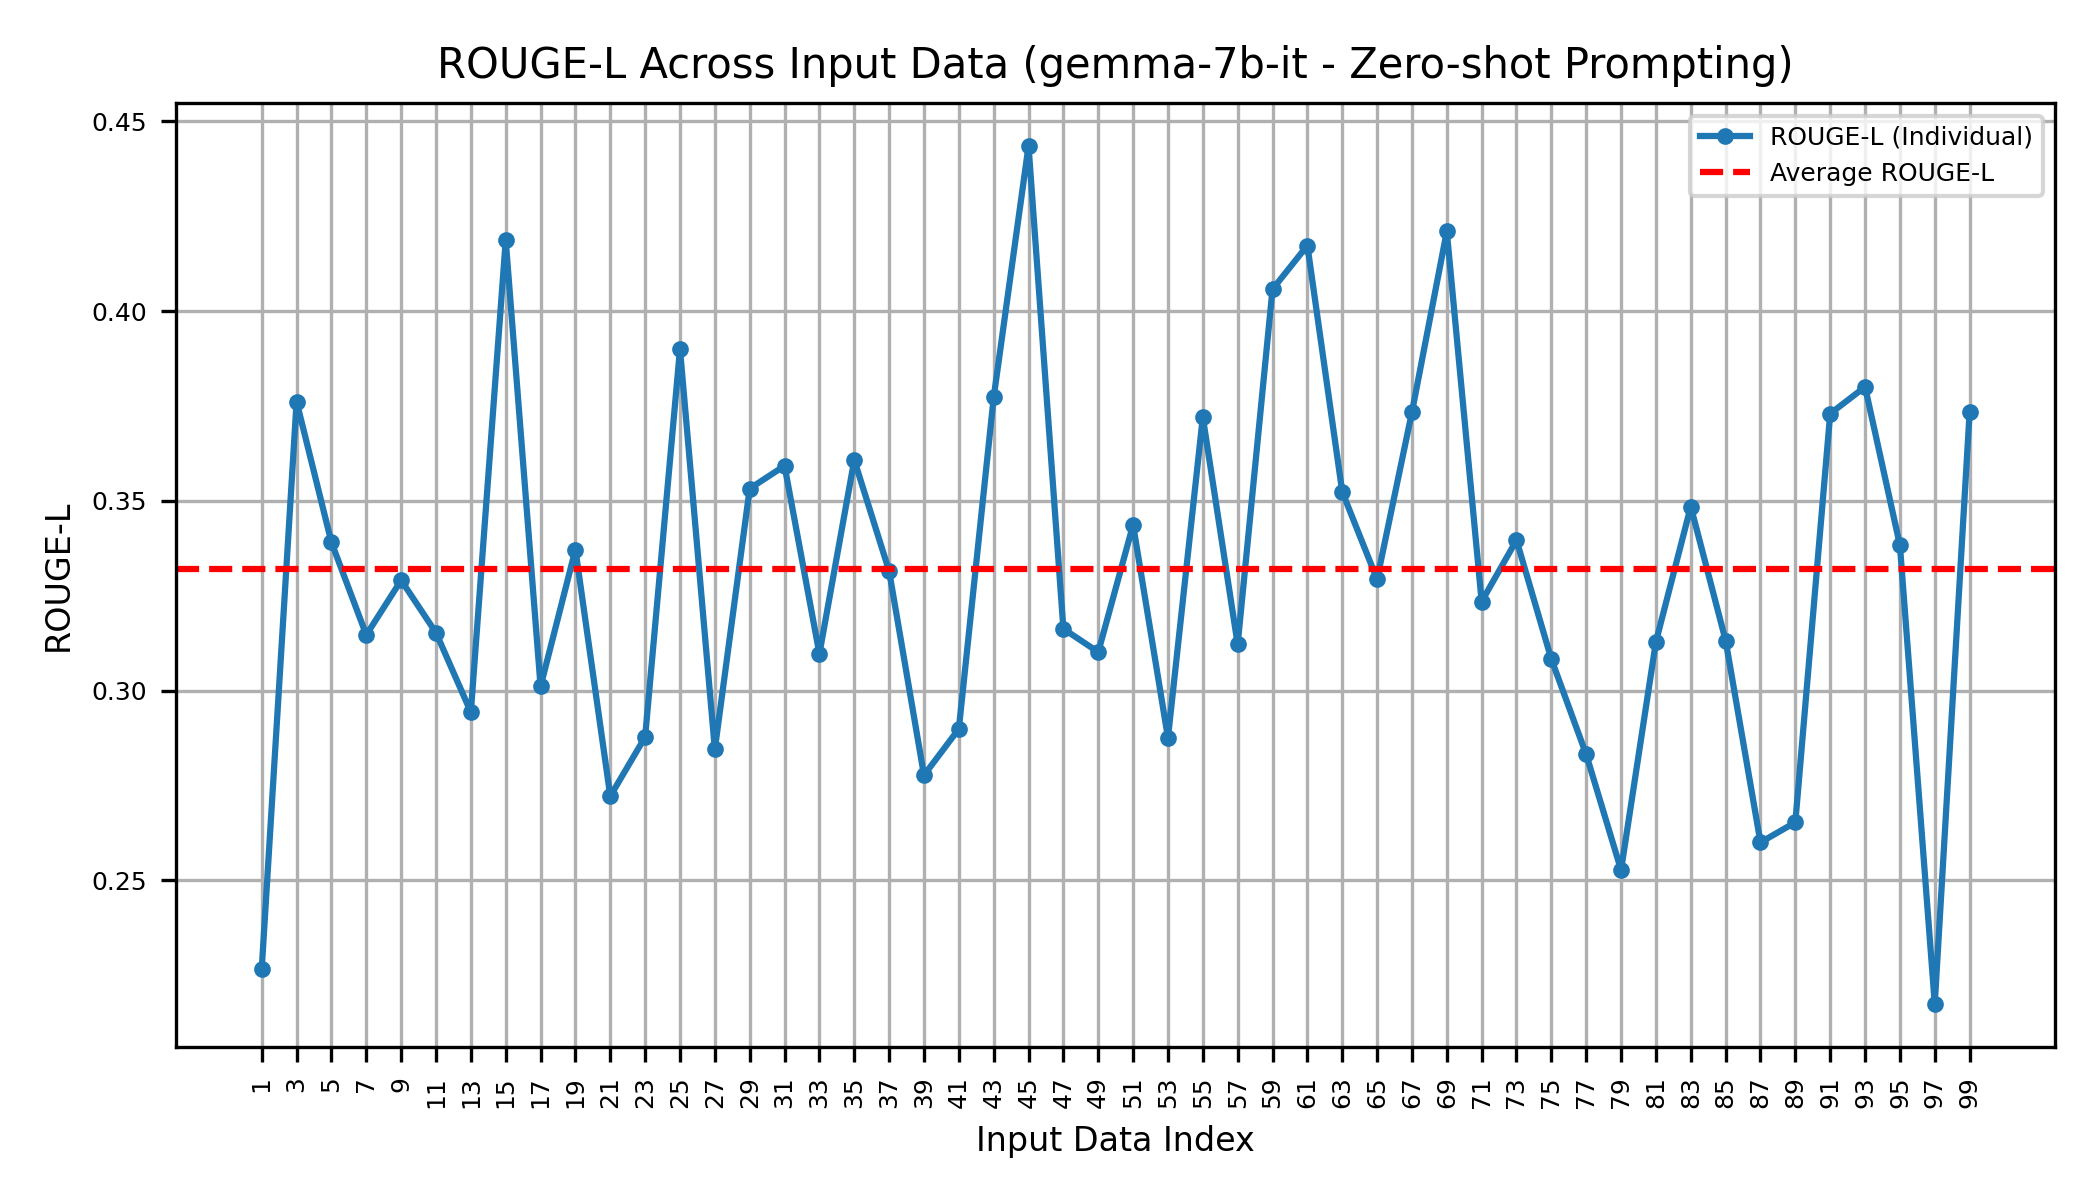 ROUGE-L Across Input Data (gemma-7b-it - Zero-shot Prompting)
ROUGE-L (Individual)
Average ROUGE-L
0.45
0.40
0.35
0.30
0.25
ROUGE-L
1 3 5 7 9 11 13 15 17 19 21 23 25 27 29 31 33 35 37 39 41 43 45 47 49 51 53 55 57 59 61 63 65 67 69 71 73 75 77 79 81 83 85 87 89 91 93 95 97 99
Input Data Index